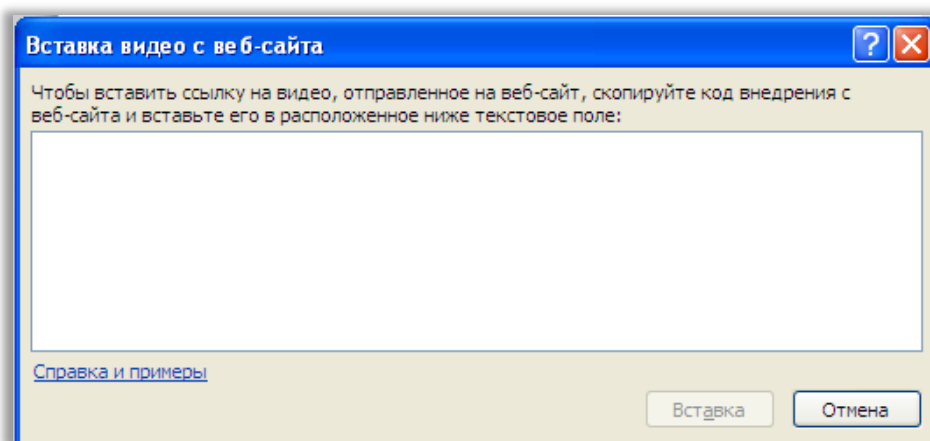 Вставка видео с веб-сайта
Чтобы вставить ссылку на видео, отправленное на веб-сайт, скопируйте код внедрения с
веб-сайта и вставьте его в расположенное ниже текстовое поле:
Справка и примеры
Вставка Отмена